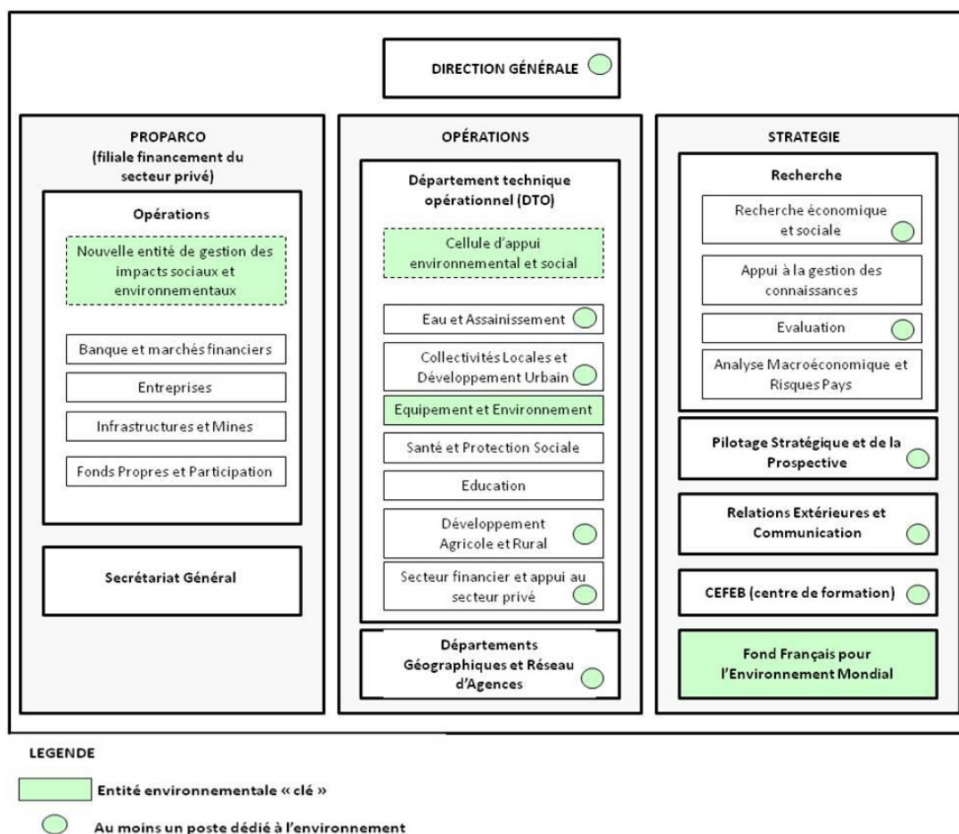 DIRECTION GÉNÉRALE
PROPARCO
(filiale financement du
secteur privé)
Opérations
Nouvelle entité de gestion des
impacts sociaux et
environnementaux
Banque et marchés financiers
Entreprises
Infrastructures et Mines
Fonds Propres et Participation
Secrétariat Général
OPÉRATIONS
Département technique
opérationnel (DTO)
Cellule d'appui
environnemental et social
Eau et Assainissement
Collectivités Locales et
Développement Urbain
Equipement et Environnement
Santé et Protection Sociale
Education
Développement
Agricole et Rural
Secteur financier et appui au
secteur privé
Départements
Géographiques et Réseau
d'Agences
STRATEGIE
Recherche
Recherche économique
et sociale
Appui à la gestion des
connaissances
Evaluation
Analyse Macroéconomique et
Risques Pays
Pilotage Stratégique et de la
Prospective
Relations Extérieures et
Communication
CEFEB (centre de formation)
Fond Français pour
l'Environnement Mondial
LEGENDE
Entité environnementale « clé »
Au moins un poste dédié à l'environnement